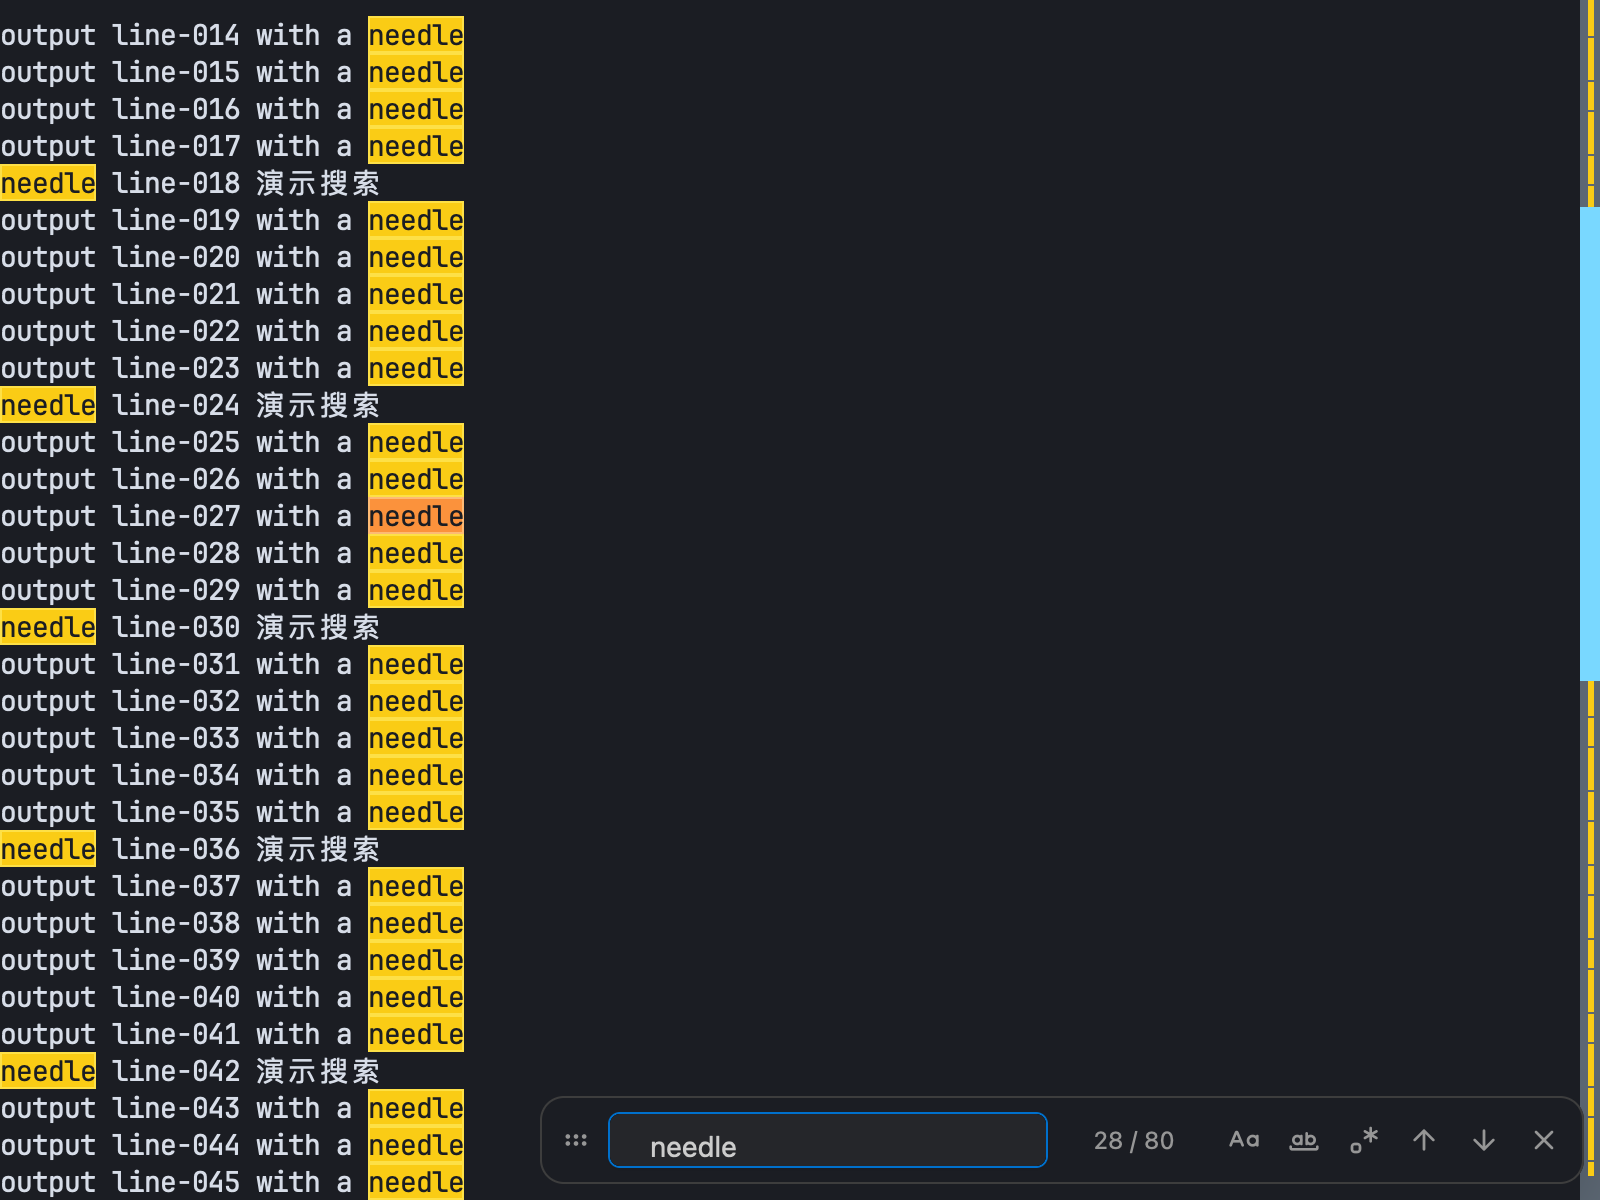 output line-014 with a needle
output line-015 with a needle
output line-016 with a needle
output line-017 with a needle
needle line-018 演示搜索
output line-019 with a needle
output line-020 with a needle
output line-021 with a needle
output line-022 with a needle
output line-023 with a needle
needle line-024 演示搜索
output line-025 with a needle
output line-026 with a needle
output line-027 with a needle
output line-028 with a needle
output line-029 with a needle
needle line-030 演示搜索
output line-031 with a needle
output line-032 with a needle
output line-033 with a needle
output line-034 with a needle
output line-035 with a needle
needle line-036 演示搜索
output line-037 with a needle
output line-038 with a needle
output line-039 with a needle
output line-040 with a needle
output line-041 with a needle
needle line-042 演示搜索
output line-043 with a needle
output line-044 with a needle
output line-045 with a needle
needle 28 / 80 Aa ab .*